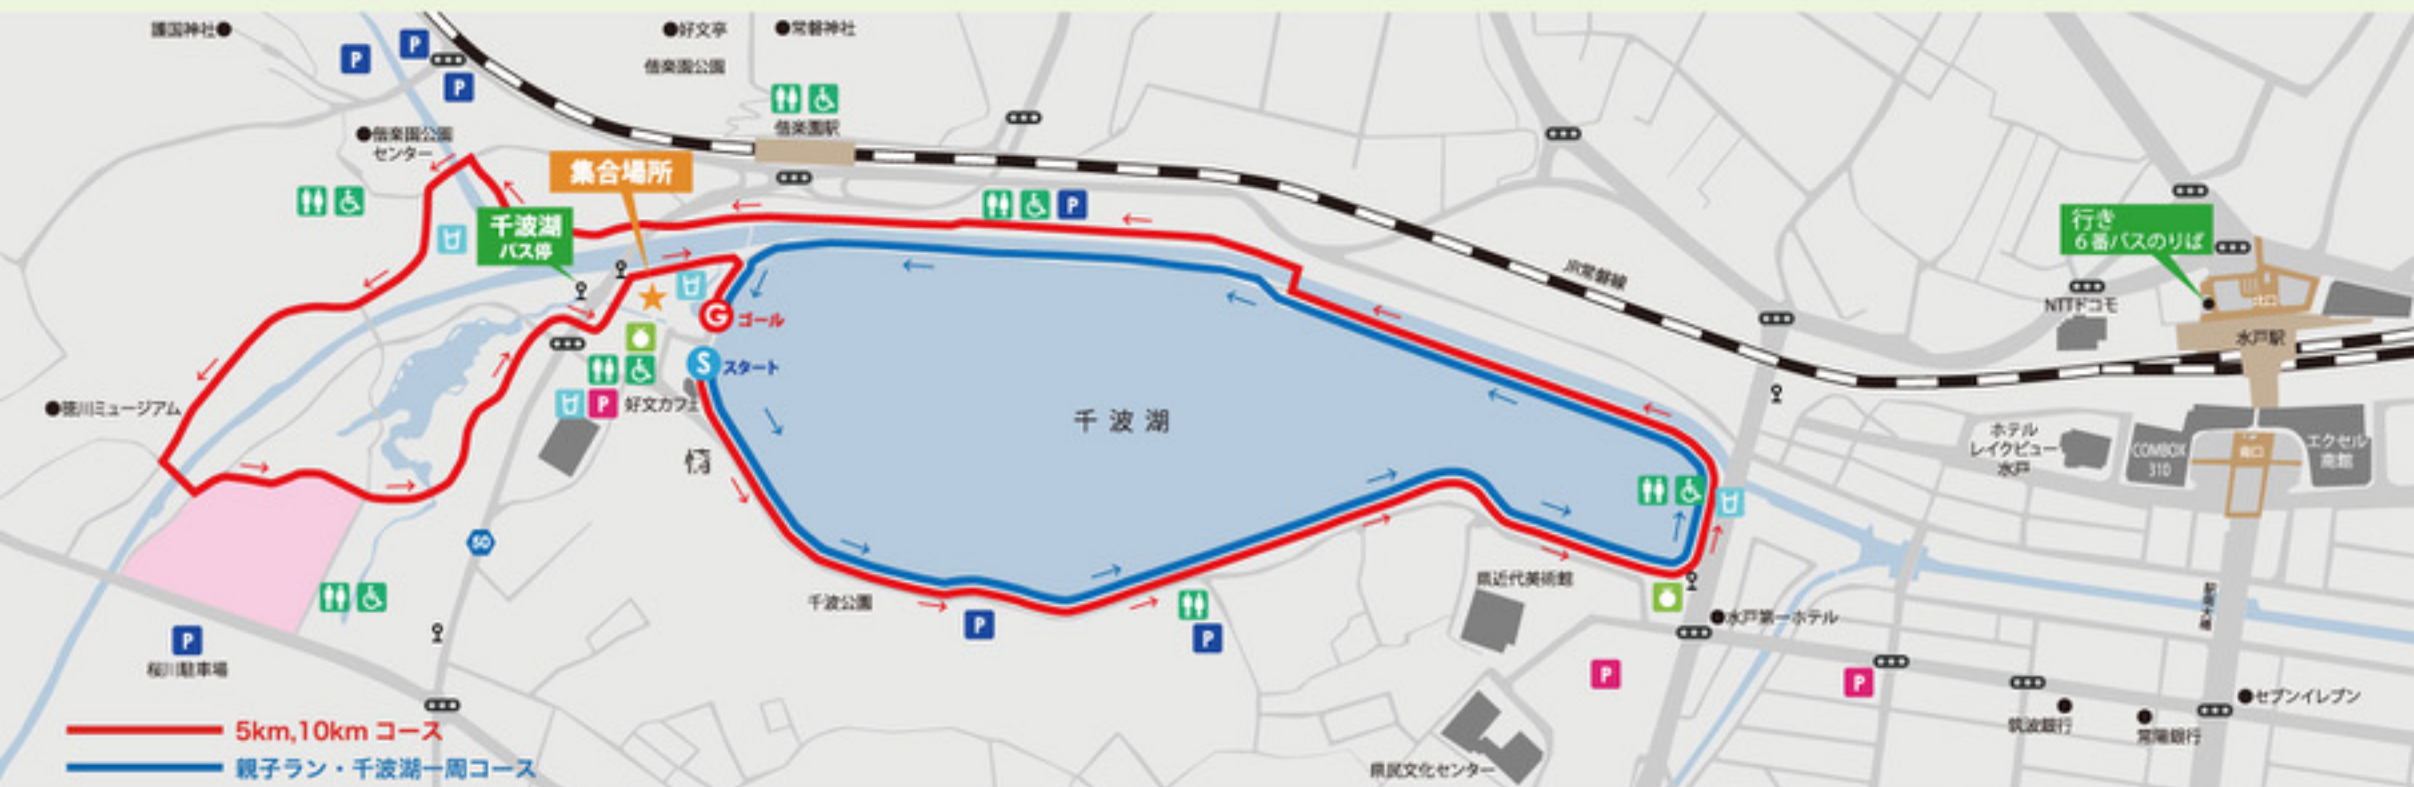 護国神社
好文亭
常磐神社
偕楽園公園
P
P
P
偕楽園公園
センター
偕楽園駅
集合場所
千波湖
バス停
P
行き
6番バスのりば
JR常磐線
NTTドコモ
北口
水戸駅
G ゴール
S スタート
徳川ミュージアム
P
好文カフェ
千波湖
ホテル
レイクビュー
水戸
COMBOX
310
南口
エクセル
南館
50
千波公園
P
P
県近代美術館
水戸第一ホテル
P
桜川駐車場
P
P
セブンイレブン
筑波銀行
常陽銀行
県民文化センター
5km,10km コース
親子ラン・千波湖一周コース